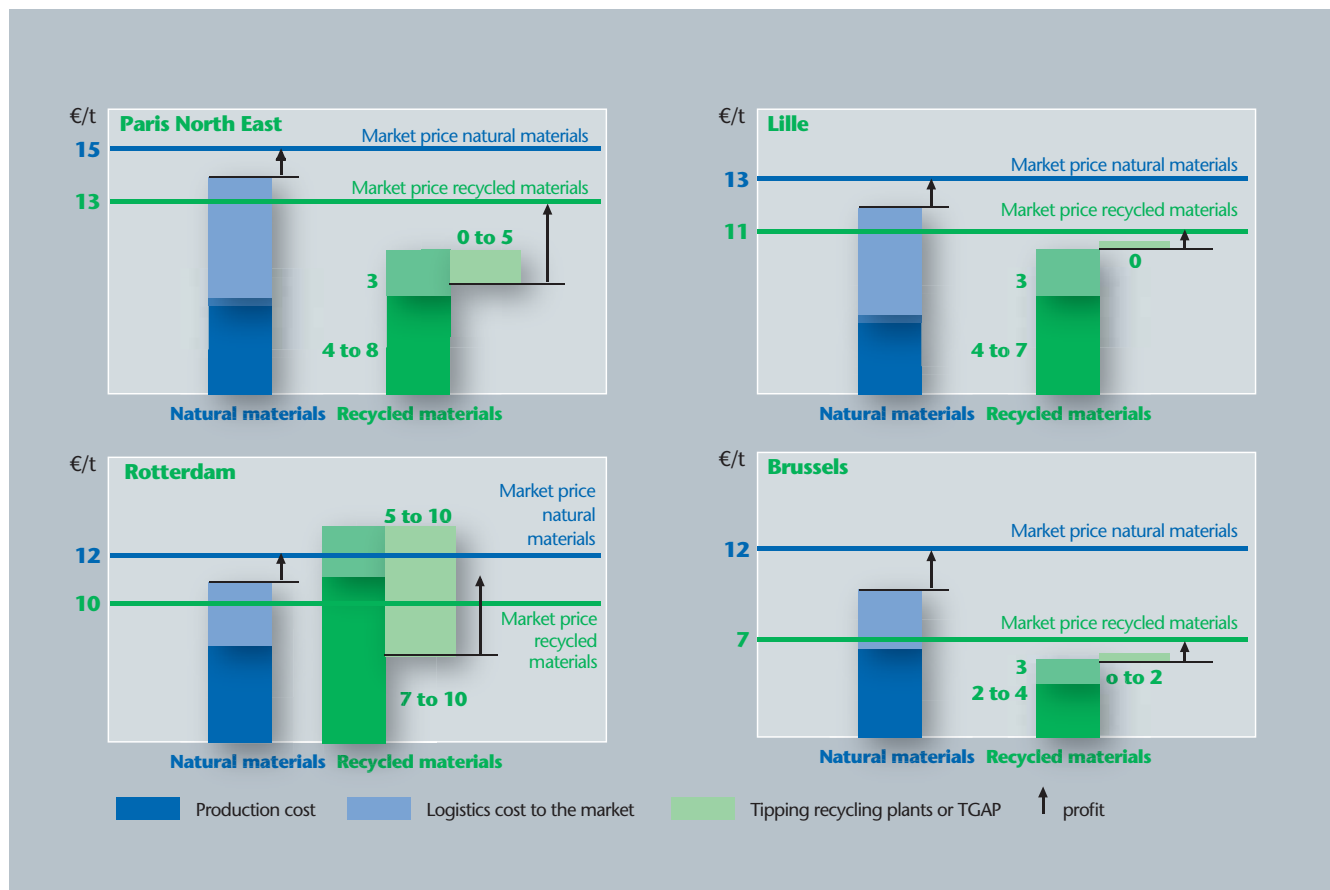 €/t
Paris North East
Market price natural materials
15
Market price recycled materials
13
0 to 5
3
4 to 8
Natural materials
Recycled materials
€/t
Lille
Market price natural materials
13
Market price recycled materials
11
0
3
4 to 7
Natural materials
Recycled materials
€/t
Rotterdam
Market price
natural
materials
5 to 10
12
10
Market price
recycled
materials
7 to 10
Natural materials
Recycled materials
€/t
Brussels
Market price natural materials
12
Market price recycled materials
7
3
o to 2
2 to 4
Natural materials
Recycled materials
Production cost
Logistics cost to the market
Tipping recycling plants or TGAP
profit